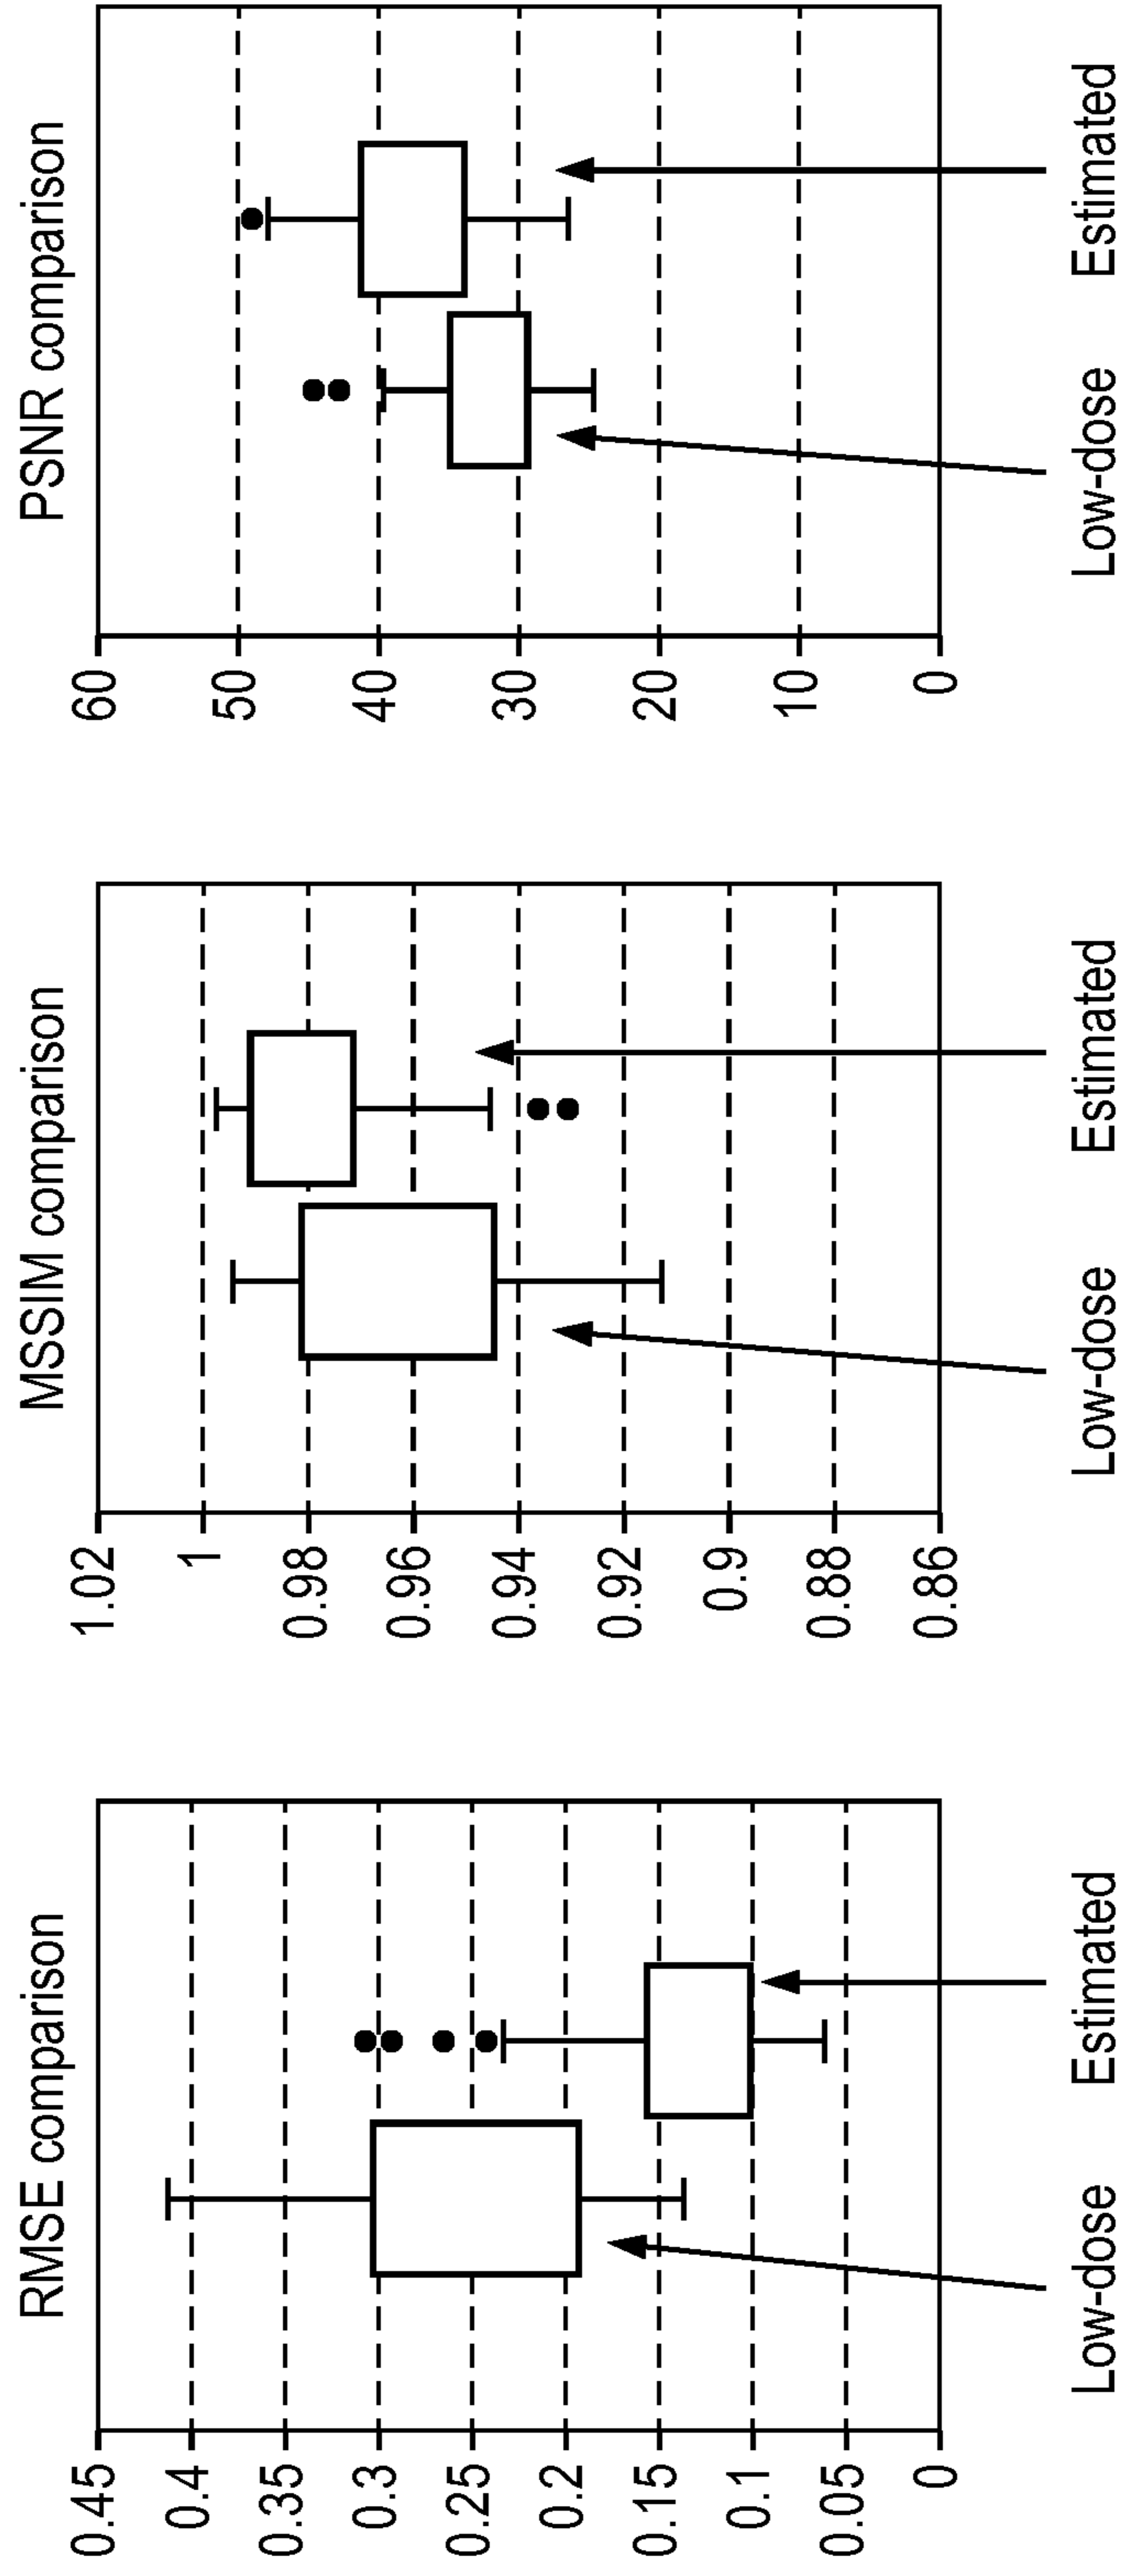 RMSE comparison
0.45
0.4
0.35
0.3
0.25
0.2
0.15
0.1
0.05
0
Low-dose
Estimated
MSSIM comparison
1.02
1
0.98
0.96
0.94
0.92
0.9
0.88
0.86
Low-dose
Estimated
PSNR comparison
60
50
40
30
20
10
0
Low-dose
Estimated